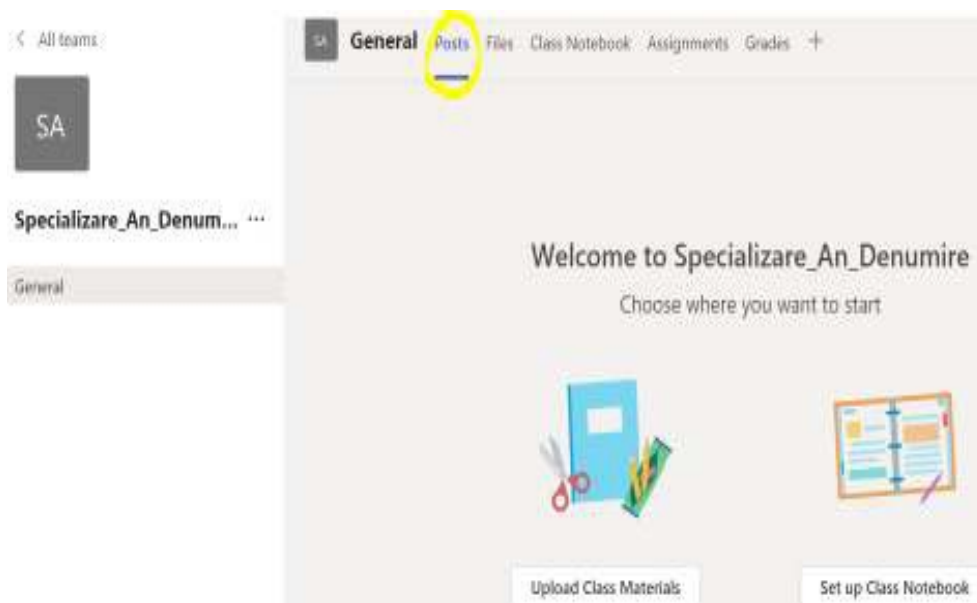 < All teams
SA General Posts Files Class Notebook Assignments Grades +
SA
Specializare_An_Denum... ···
General
Welcome to Specializare_An_Denumire
Choose where you want to start
Upload Class Materials
Set up Class Notebook